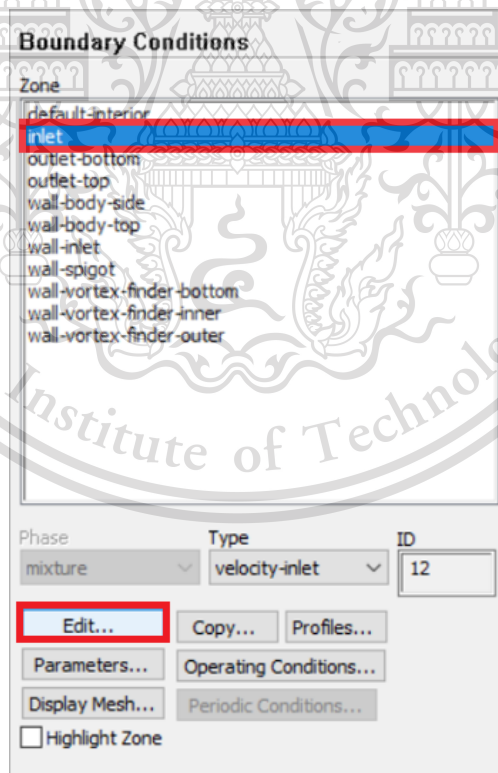 Boundary Conditions
Zone
default-interior
inlet
outlet-bottom
outlet-top
wall-body-side
wall-body-top
wall-inlet
wall-spigot
wall-vortex-finder-bottom
wall-vortex-finder-inner
wall-vortex-finder-outer
Institute of Technol
Phase Type ID
mixture velocity-inlet 12
Edit... Copy... Profiles...
Parameters... Operating Conditions...
Display Mesh... Periodic Conditions...
Highlight Zone